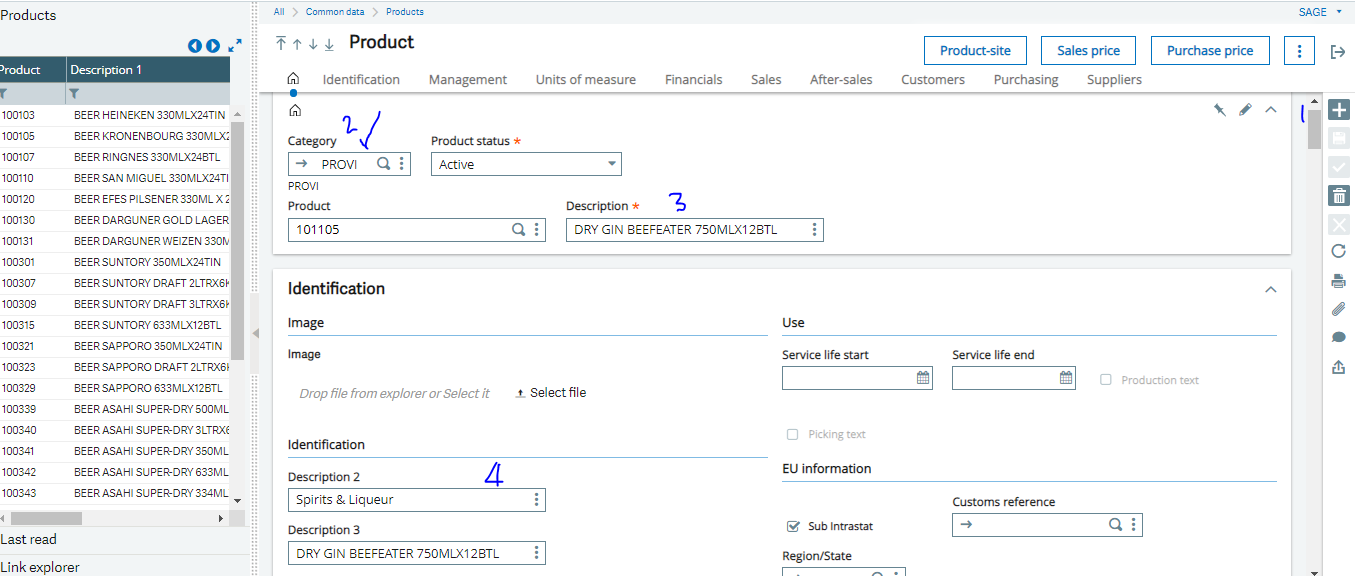 Products
Product Description 1
100103 BEER HEINEKEN 330MLX24TIN
100105 BEER KRONENBOURG 330MLX2
100107 BEER RINGNES 330MLX24BTL
100110 BEER SAN MIGUEL 330MLX24TI
100120 BEER EFES PILSENER 330ML X 2
100130 BEER DARGUNER GOLD LAGER
100131 BEER DARGUNER WEIZEN 330M
100301 BEER SUNTORY 350MLX24TIN
100307 BEER SUNTORY DRAFT 2LTRX6K
100309 BEER SUNTORY DRAFT 3LTRX6K
100315 BEER SUNTORY 633MLX12BTL
100321 BEER SAPPORO 350MLX24TIN
100323 BEER SAPPORO DRAFT 2LTRX6K
100329 BEER SAPPORO 633MLX12BTL
100339 BEER ASAHI SUPER-DRY 500ML
100340 BEER ASAHI SUPER-DRY 3LTRX6
100341 BEER ASAHI SUPER-DRY 350ML
100342 BEER ASAHI SUPER-DRY 633ML
100343 BEER ASAHI SUPER-DRY 334ML
Last read
Link explorer
All > Common data > Products
SAGE
Product
Product-site Sales price Purchase price
Identification Management Units of measure Financials Sales After-sales Customers Purchasing Suppliers
1
2
Category Product status *
PROVI Active
PROVI
3
Product Description *
101105 DRY GIN BEEFEATER 750MLX12BTL
Identification
Image Use
Image Service life start Service life end
Drop file from explorer or Select it Select file
Production text
Picking text
Identification EU information
4
Description 2
Spirits & Liqueur
Customs reference
Sub Intrastat
Description 3
DRY GIN BEEFEATER 750MLX12BTL
Region/State